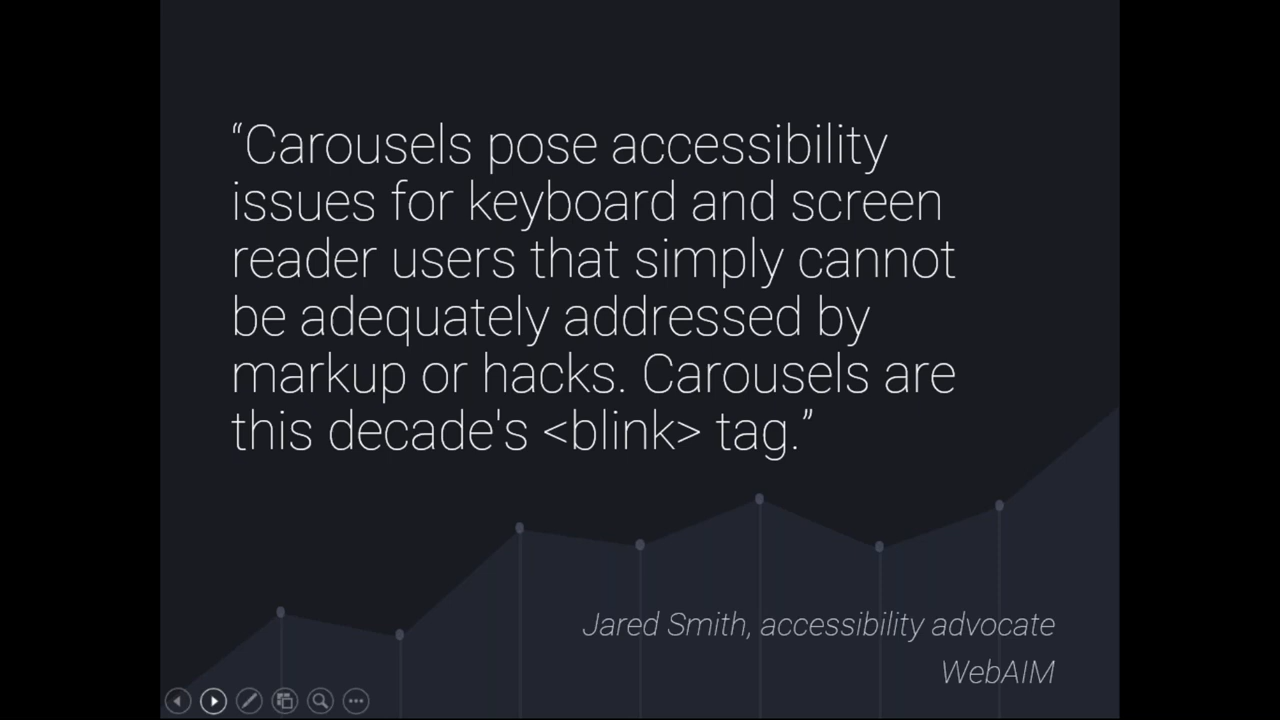 “Carousels pose accessibility
issues for keyboard and screen
reader users that simply cannot
be adequately addressed by
markup or hacks. Carousels are
this decade's <blink> tag.”
Jared Smith, accessibility advocate
WebAIM